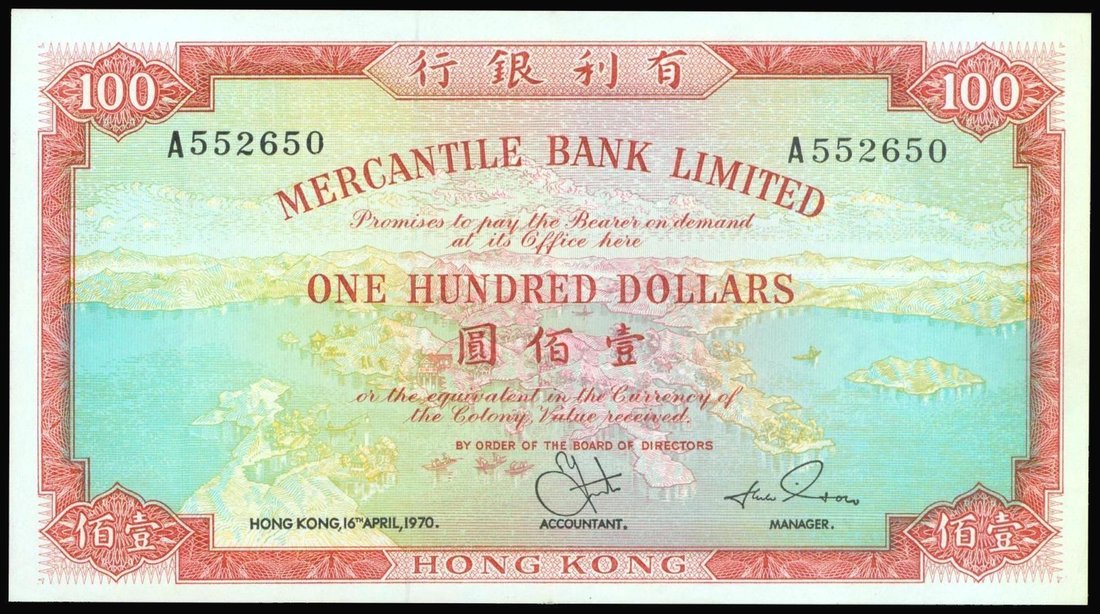 有利銀行
100
100
A552650
A552650
MERCANTILE BANK LIMITED
Promises to pay the Bearer on demand
at its Office here
ONE HUNDRED DOLLARS
壹佰圓
or the equivalent in the Currency of
the Colony, Value received.
BY ORDER OF THE BOARD OF DIRECTORS
HONG KONG, 16TH APRIL, 1970.
ACCOUNTANT.
MANAGER.
壹佰
壹佰
HONG KONG